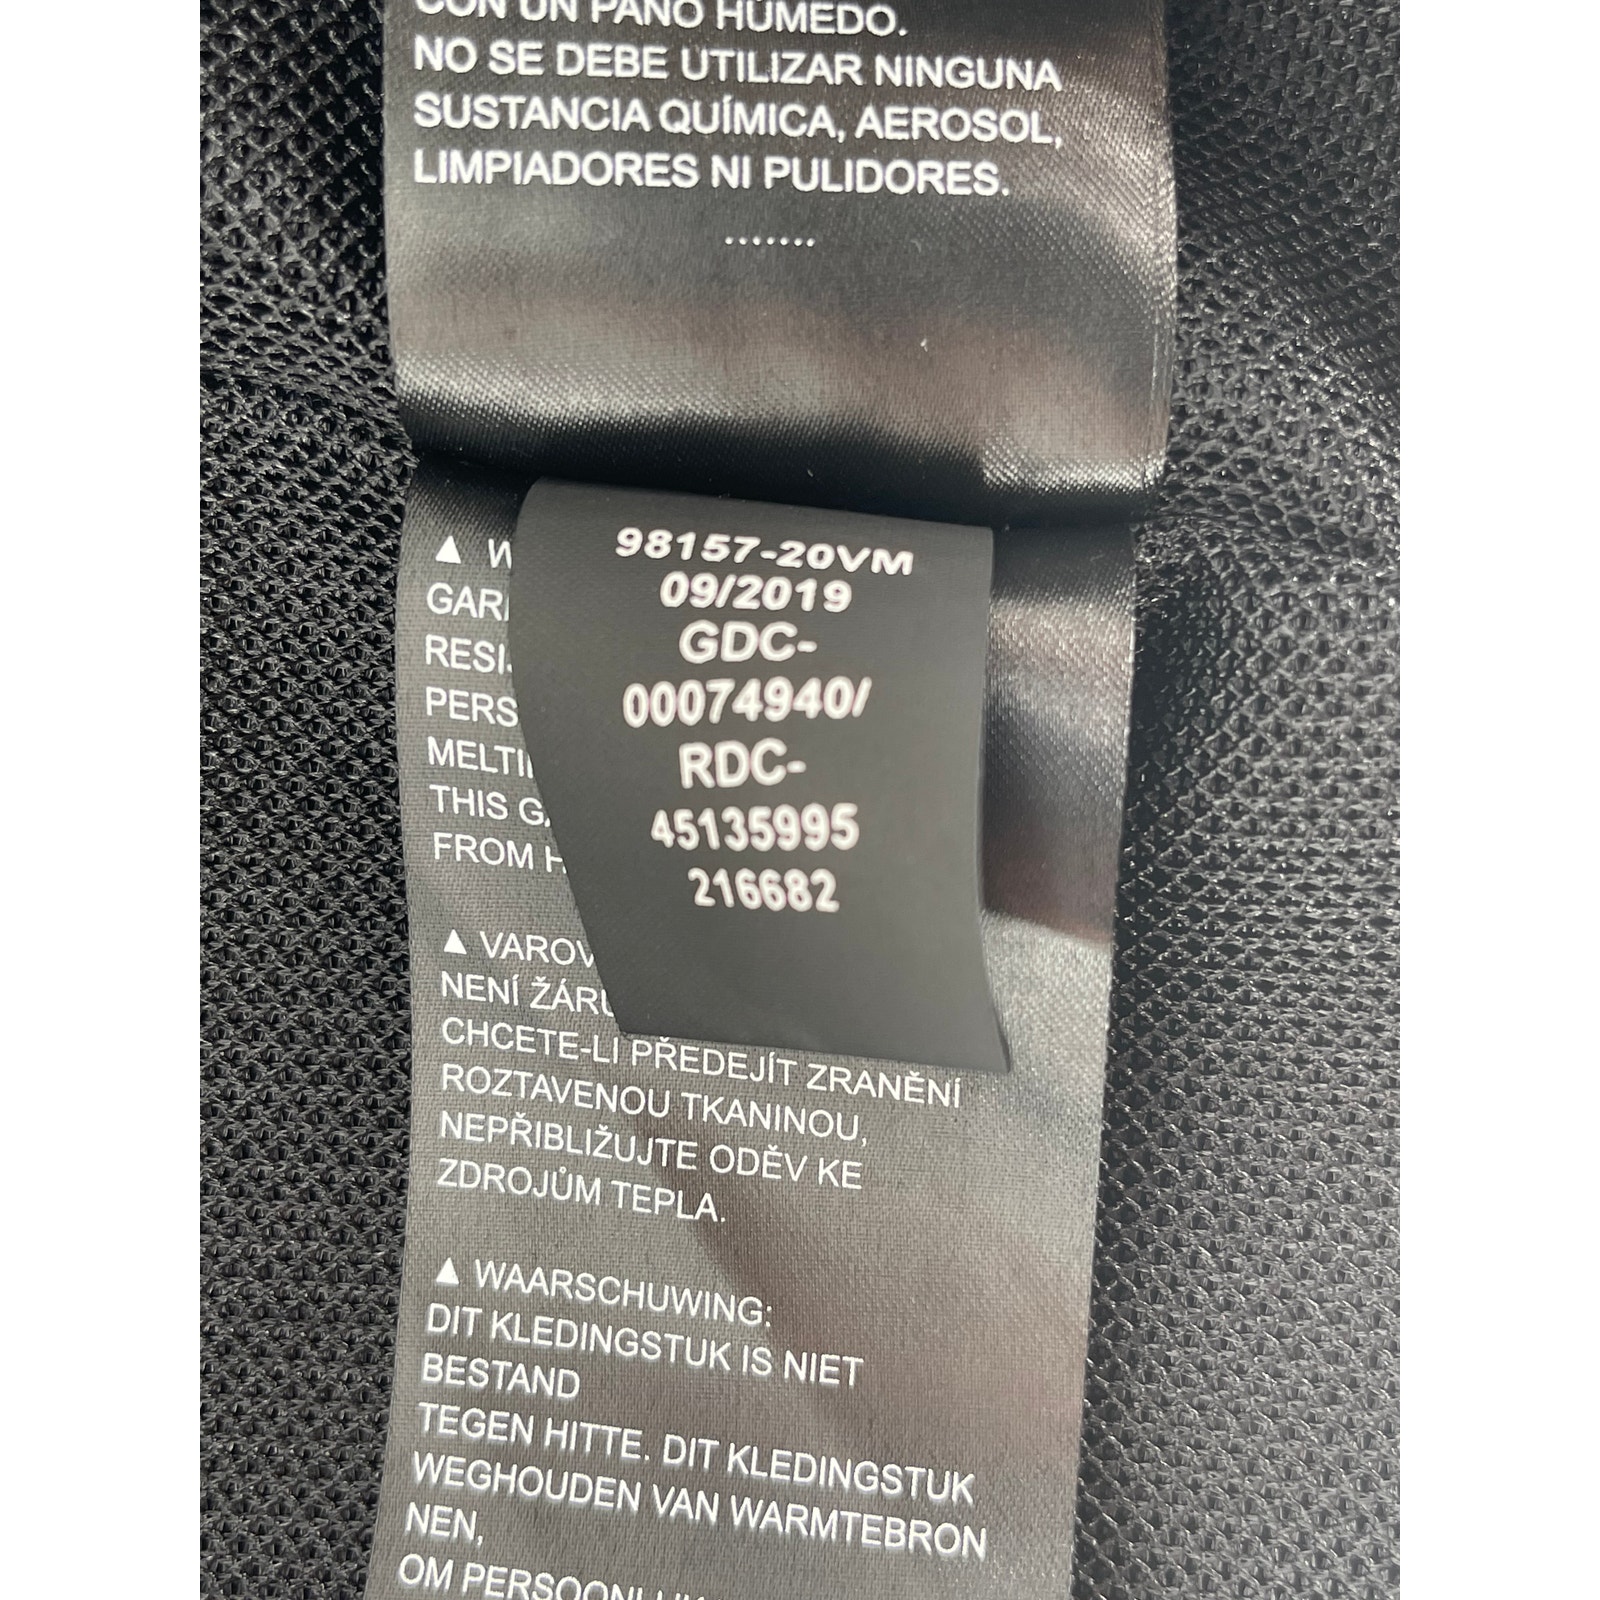 CON UN PAÑO HÚMEDO.
NO SE DEBE UTILIZAR NINGUNA
SUSTANCIA QUÍMICA, AEROSOL,
LIMPIADORES NI PULIDORES.
.......
98157-20VM
09/2019
GDC-
00074940/
RDC-
45135995
216682
▲ W
GAR
RESI
PERS
MELTI
THIS G
FROM H
▲ VAROV
NENÍ ŽÁRU
CHCETE-LI PŘEDEJÍT ZRANĚNÍ
ROZTAVENOU TKANINOU,
NEPŘIBLIŽUJTE ODĚV KE
ZDROJŮM TEPLA.
▲ WAARSCHUWING:
DIT KLEDINGSTUK IS NIET
BESTAND
TEGEN HITTE. DIT KLEDINGSTUK
WEGHOUDEN VAN WARMTEBRON
NEN,
OM